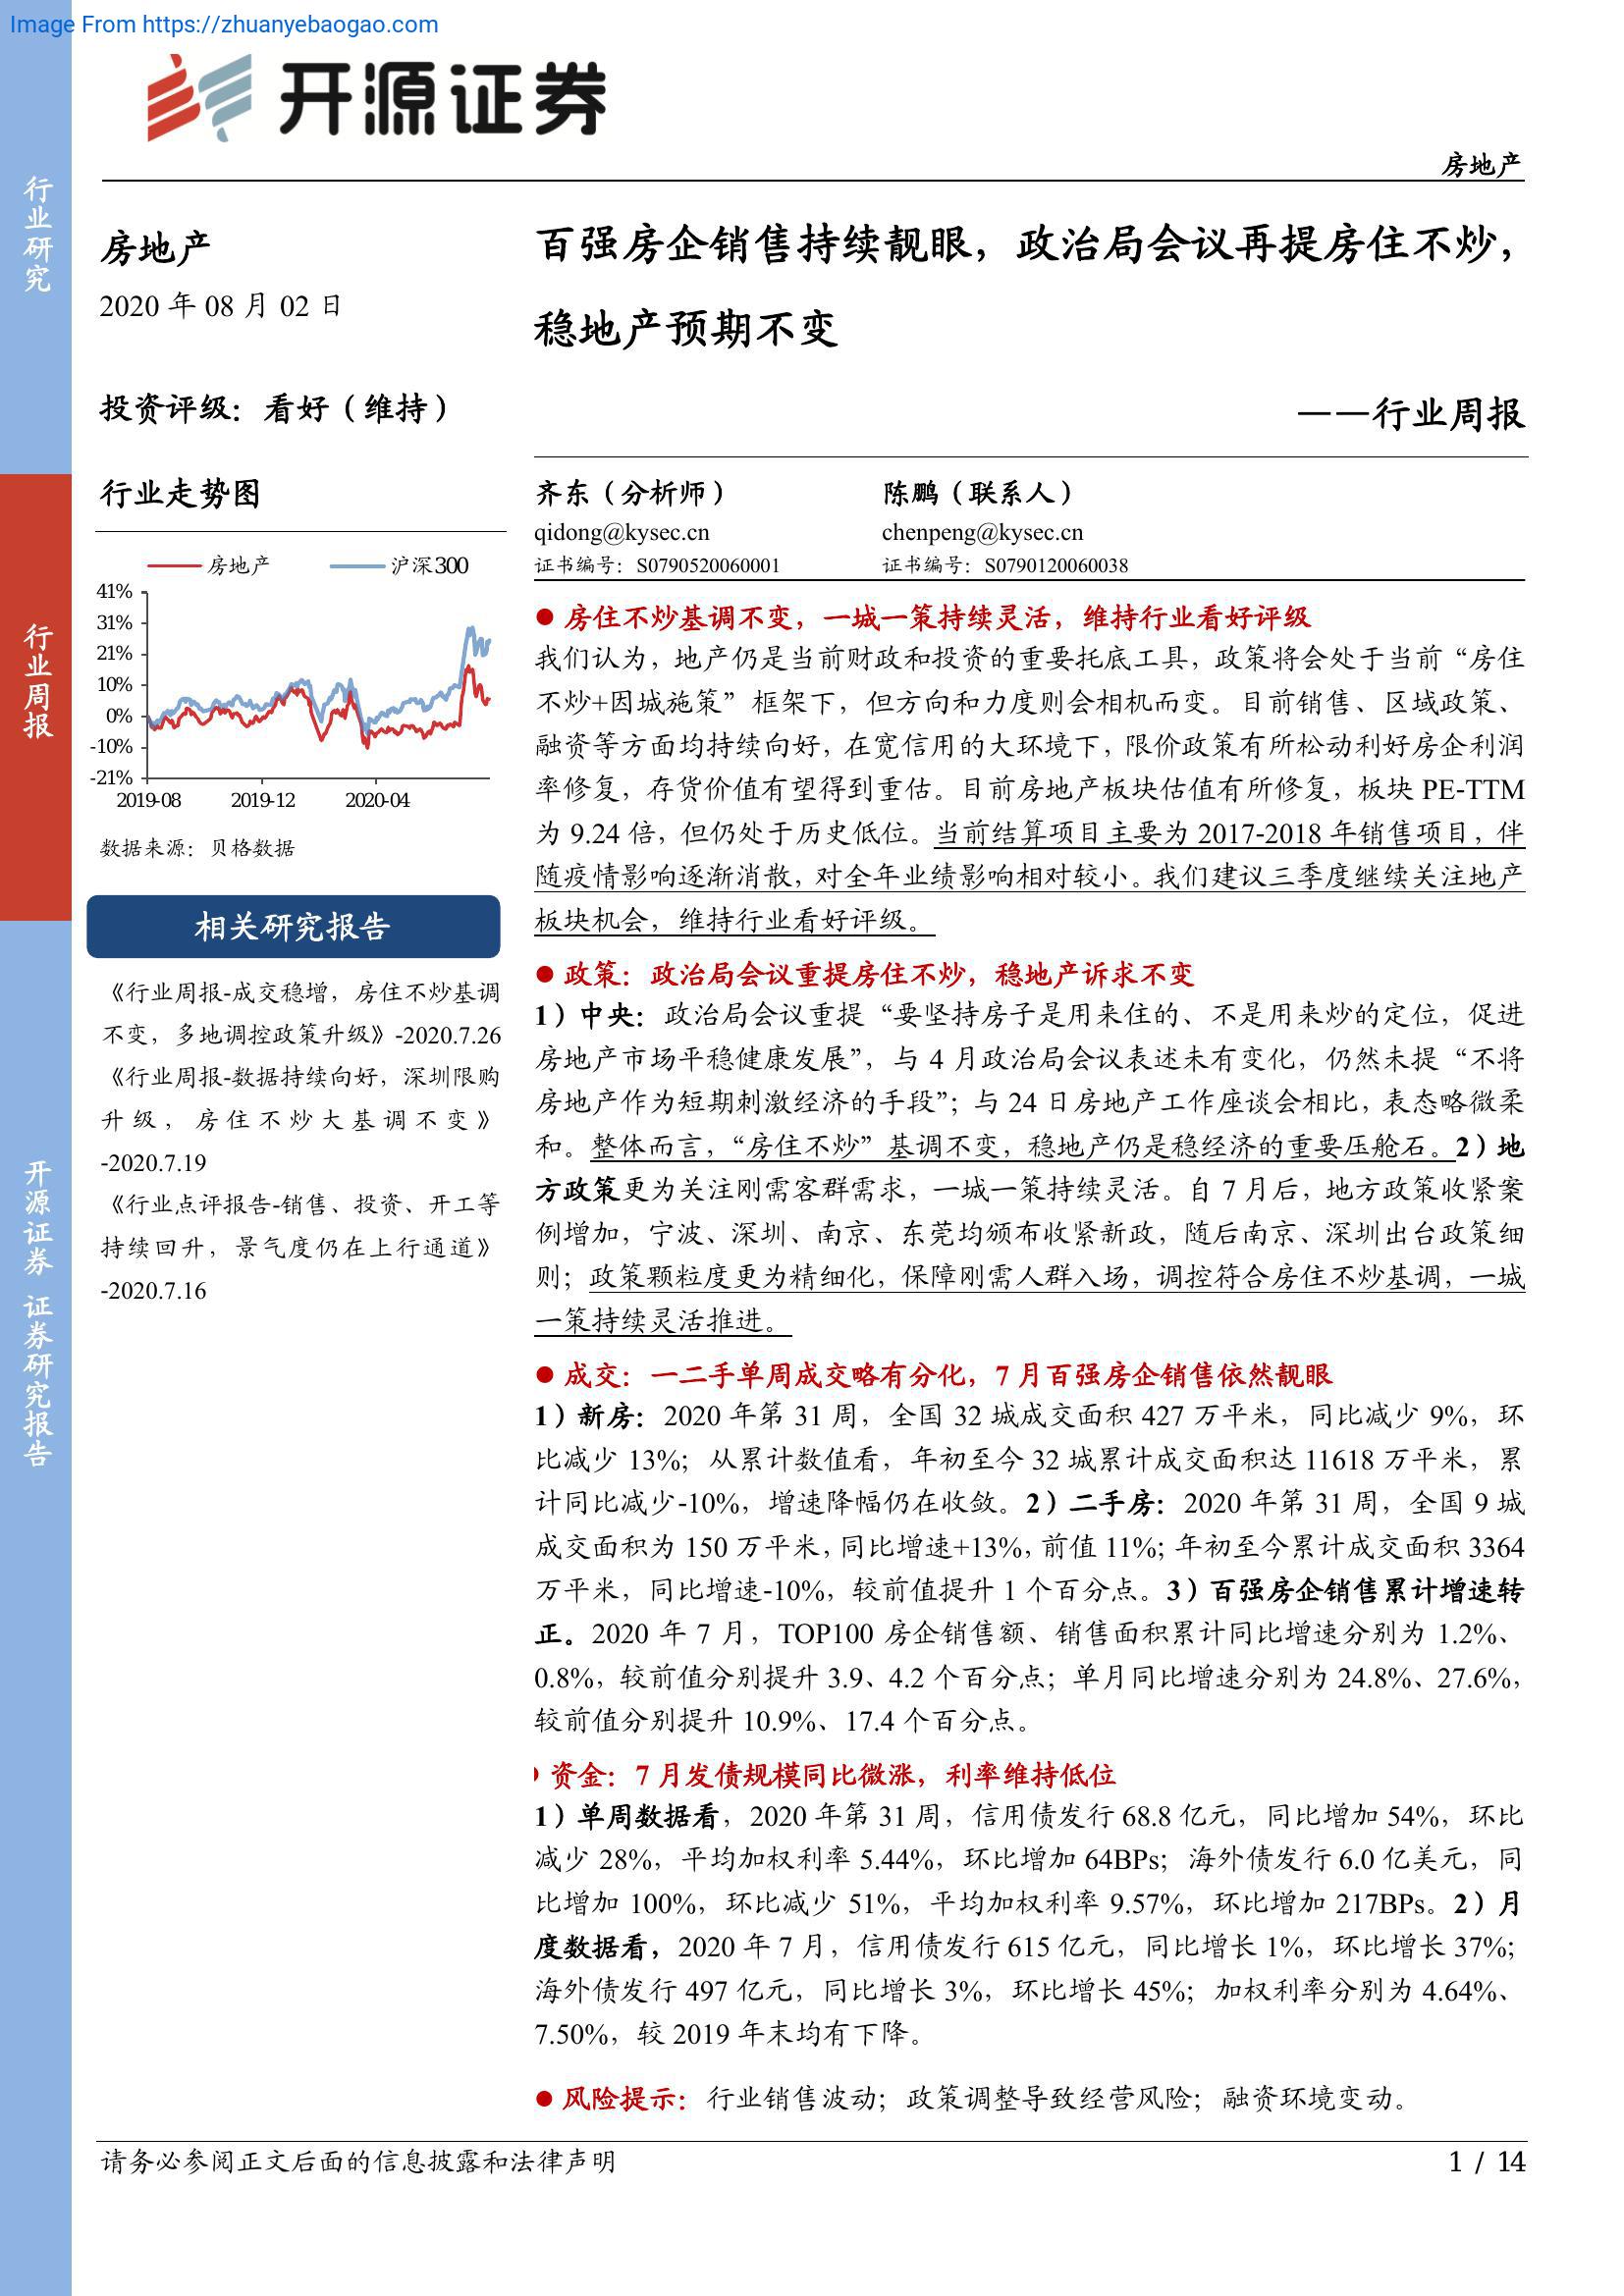 Image From https://zhuanyebaogao.com
开源证券
房地产
行业研究
行业周报
开源证券 证券研究报告
房地产
2020 年 08 月 02 日
投资评级：看好（维持）
行业走势图
房地产 沪深300
41%
31%
21%
10%
0%
-10%
-21%
2019-08 2019-12 2020-04
数据来源：贝格数据
相关研究报告
《行业周报-成交稳增，房住不炒基调
不变，多地调控政策升级》-2020.7.26
《行业周报-数据持续向好，深圳限购
升级，房住不炒大基调不变》
-2020.7.19
《行业点评报告-销售、投资、开工等
持续回升，景气度仍在上行通道》
-2020.7.16
百强房企销售持续靓眼，政治局会议再提房住不炒，
稳地产预期不变
——行业周报
齐东（分析师） 陈鹏（联系人）
qidong@kysec.cn chenpeng@kysec.cn
证书编号：S0790520060001 证书编号：S0790120060038
● 房住不炒基调不变，一城一策持续灵活，维持行业看好评级
我们认为，地产仍是当前财政和投资的重要托底工具，政策将会处于当前“房住
不炒+因城施策”框架下，但方向和力度则会相机而变。目前销售、区域政策、
融资等方面均持续向好，在宽信用的大环境下，限价政策有所松动利好房企利润
率修复，存货价值有望得到重估。目前房地产板块估值有所修复，板块 PE-TTM
为 9.24 倍，但仍处于历史低位。当前结算项目主要为 2017-2018 年销售项目，伴
随疫情影响逐渐消散，对全年业绩影响相对较小。我们建议三季度继续关注地产
板块机会，维持行业看好评级。
● 政策：政治局会议重提房住不炒，稳地产诉求不变
1）中央：政治局会议重提“要坚持房子是用来住的、不是用来炒的定位，促进
房地产市场平稳健康发展”，与 4 月政治局会议表述未有变化，仍然未提“不将
房地产作为短期刺激经济的手段”；与 24 日房地产工作座谈会相比，表态略微柔
和。整体而言，“房住不炒”基调不变，稳地产仍是稳经济的重要压舱石。2）地
方政策更为关注刚需客群需求，一城一策持续灵活。自 7 月后，地方政策收紧案
例增加，宁波、深圳、南京、东莞均颁布收紧新政，随后南京、深圳出台政策细
则；政策颗粒度更为精细化，保障刚需人群入场，调控符合房住不炒基调，一城
一策持续灵活推进。
● 成交：一二手单周成交略有分化，7 月百强房企销售依然靓眼
1）新房：2020 年第 31 周，全国 32 城成交面积 427 万平米，同比减少 9%，环
比减少 13%；从累计数值看，年初至今 32 城累计成交面积达 11618 万平米，累
计同比减少-10%，增速降幅仍在收敛。2）二手房：2020 年第 31 周，全国 9 城
成交面积为 150 万平米，同比增速+13%，前值 11%；年初至今累计成交面积 3364
万平米，同比增速-10%，较前值提升 1 个百分点。3）百强房企销售累计增速转
正。2020 年 7 月，TOP100 房企销售额、销售面积累计同比增速分别为 1.2%、
0.8%，较前值分别提升 3.9、4.2 个百分点；单月同比增速分别为 24.8%、27.6%，
较前值分别提升 10.9%、17.4 个百分点。
● 资金：7 月发债规模同比微涨，利率维持低位
1）单周数据看，2020 年第 31 周，信用债发行 68.8 亿元，同比增加 54%，环比
减少 28%，平均加权利率 5.44%，环比增加 64BPs；海外债发行 6.0 亿美元，同
比增加 100%，环比减少 51%，平均加权利率 9.57%，环比增加 217BPs。2）月
度数据看，2020 年 7 月，信用债发行 615 亿元，同比增长 1%，环比增长 37%；
海外债发行 497 亿元，同比增长 3%，环比增长 45%；加权利率分别为 4.64%、
7.50%，较 2019 年末均有下降。
● 风险提示：行业销售波动；政策调整导致经营风险；融资环境变动。
请务必参阅正文后面的信息披露和法律声明 1 / 14